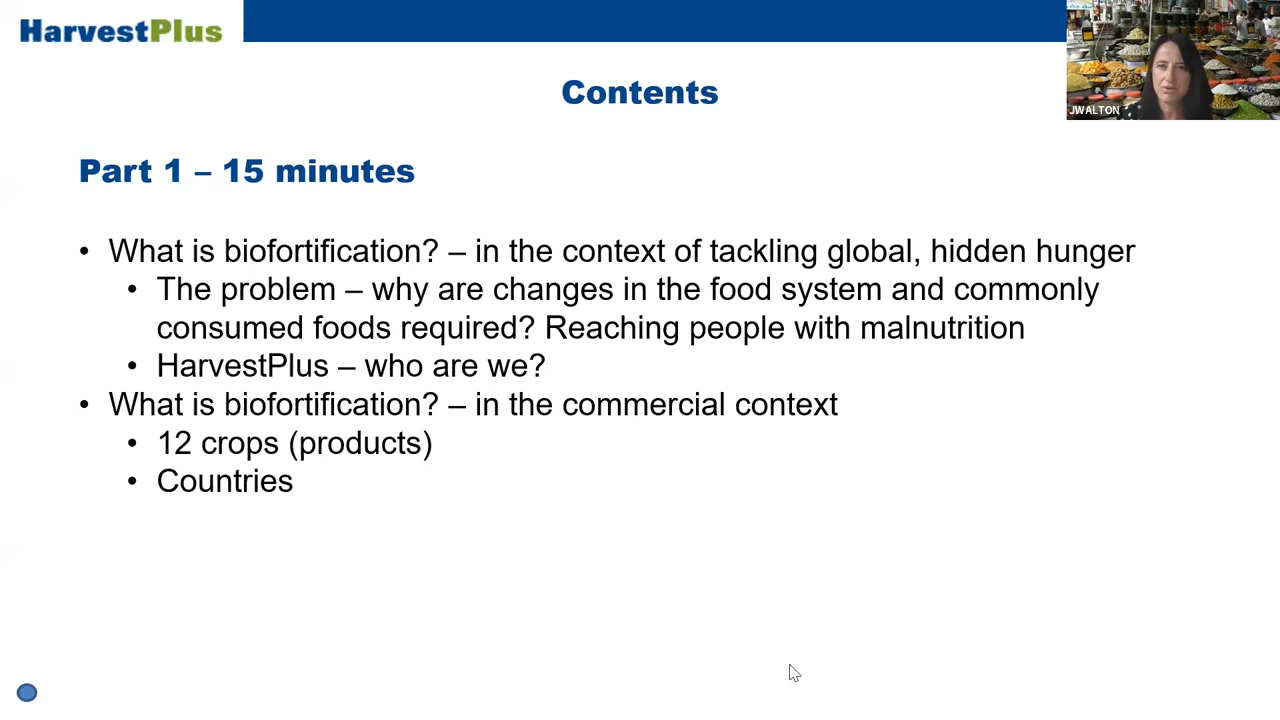 HarvestPlus
JWALTON
Contents
Part 1 – 15 minutes
• What is biofortification? – in the context of tackling global, hidden hunger
• The problem – why are changes in the food system and commonly
consumed foods required? Reaching people with malnutrition
• HarvestPlus – who are we?
• What is biofortification? – in the commercial context
• 12 crops (products)
• Countries